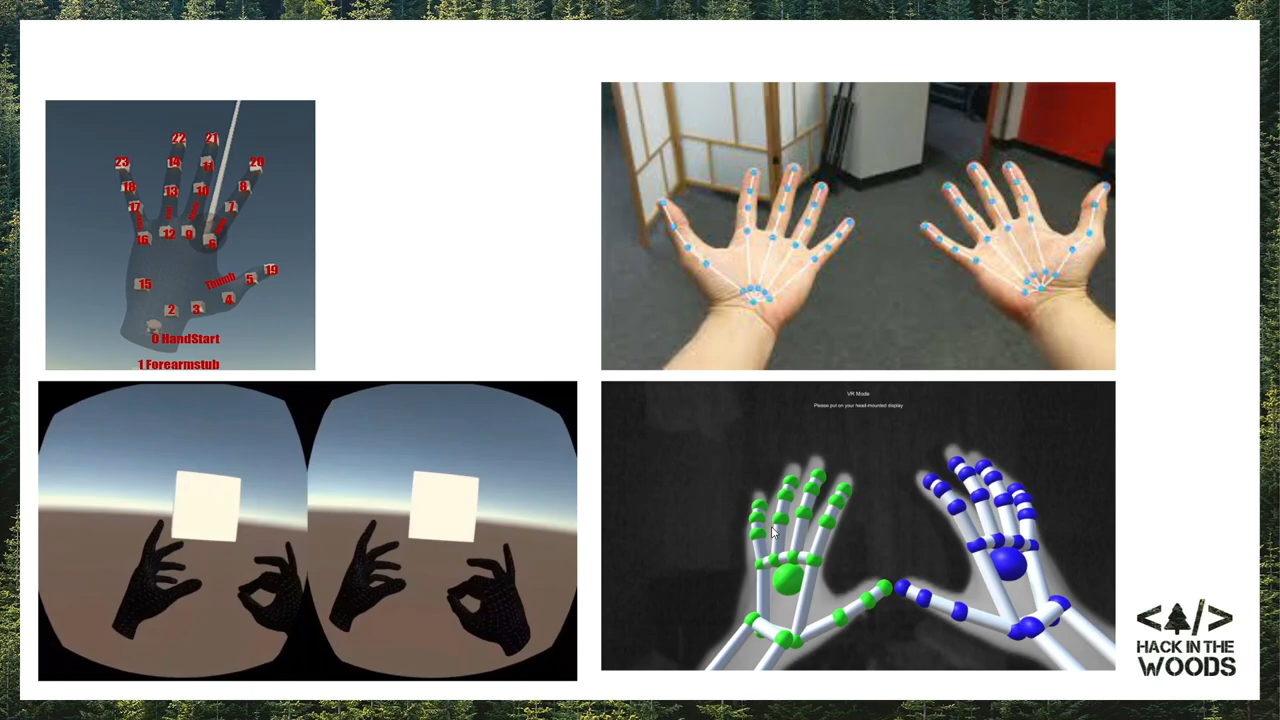 22 21
23 14 11 20
18 13 10 8
17 7
16 12 9 6
15 Thumb 5 19
2 3 4
0 HandStart
1 Forearmstub
VR Mode
Please put on your head-mounted display
</>
HACK IN THE
WOODS